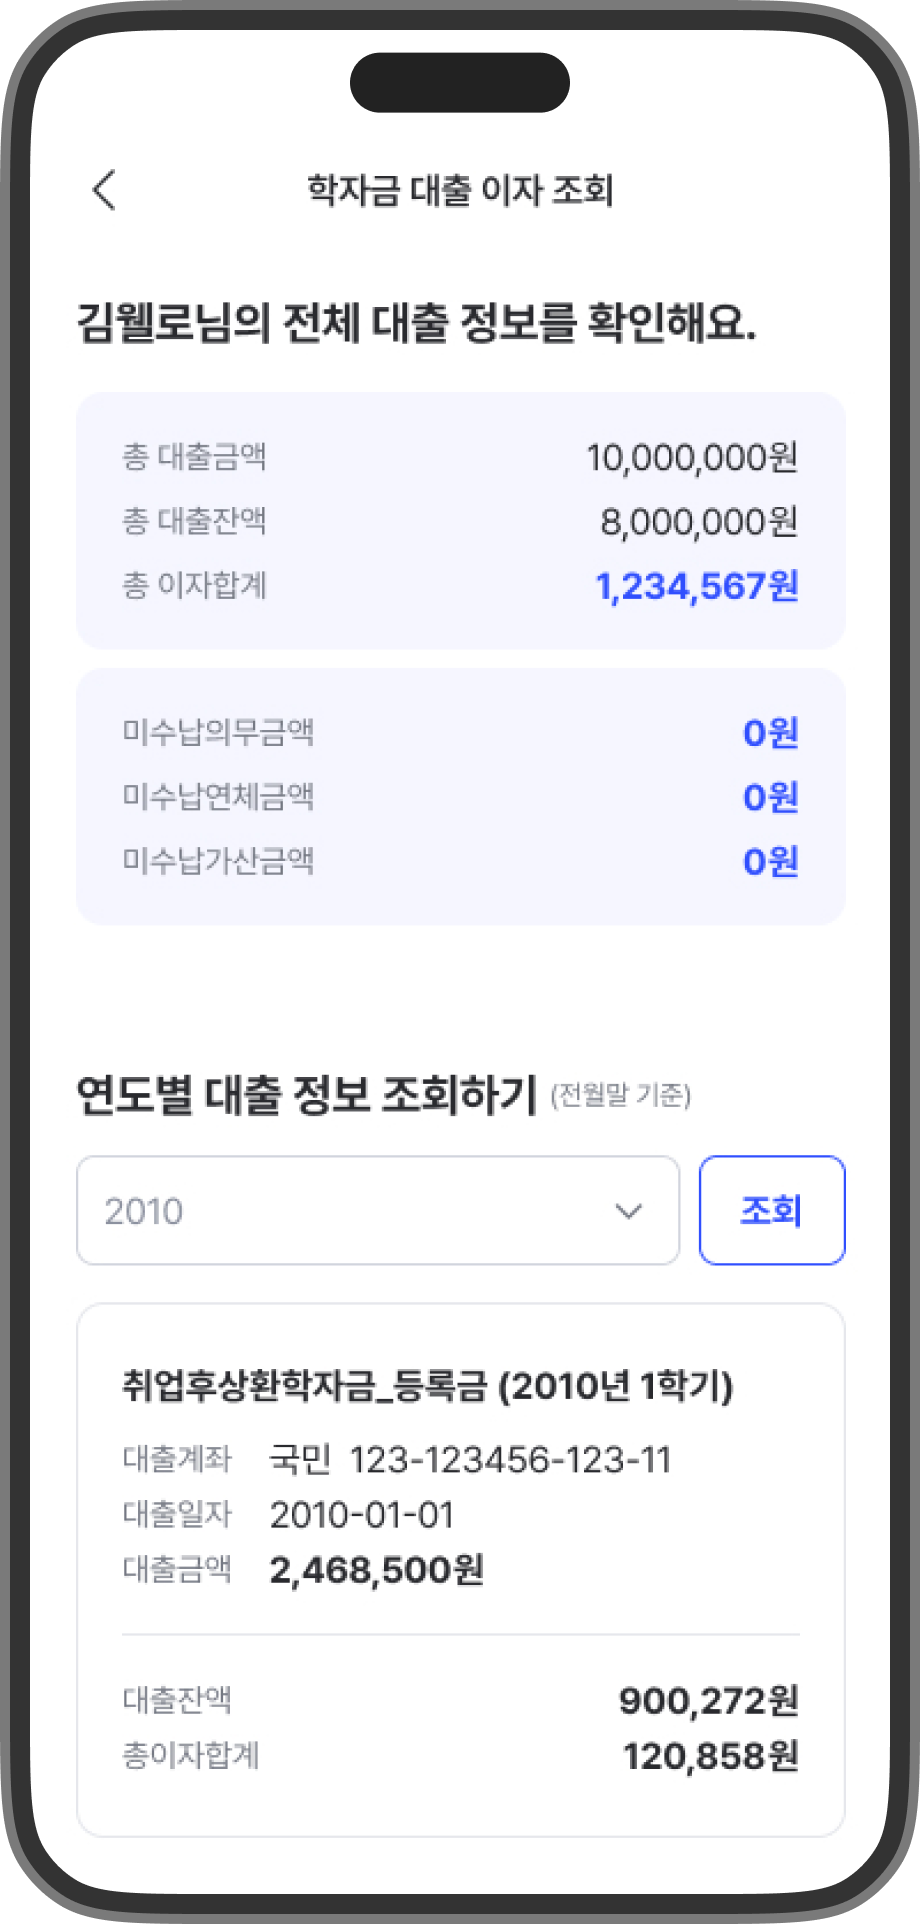 학자금 대출 이자 조회
김웰로님의 전체 대출 정보를 확인해요.
총 대출금액 10,000,000원
총 대출잔액 8,000,000원
총 이자합계 1,234,567원
미수납의무금액 0원
미수납연체금액 0원
미수납가산금액 0원
연도별 대출 정보 조회하기 (전월말 기준)
2010 조회
취업후상환학자금_등록금 (2010년 1학기)
대출계좌 국민 123-123456-123-11
대출일자 2010-01-01
대출금액 2,468,500원
대출잔액 900,272원
총이자합계 120,858원